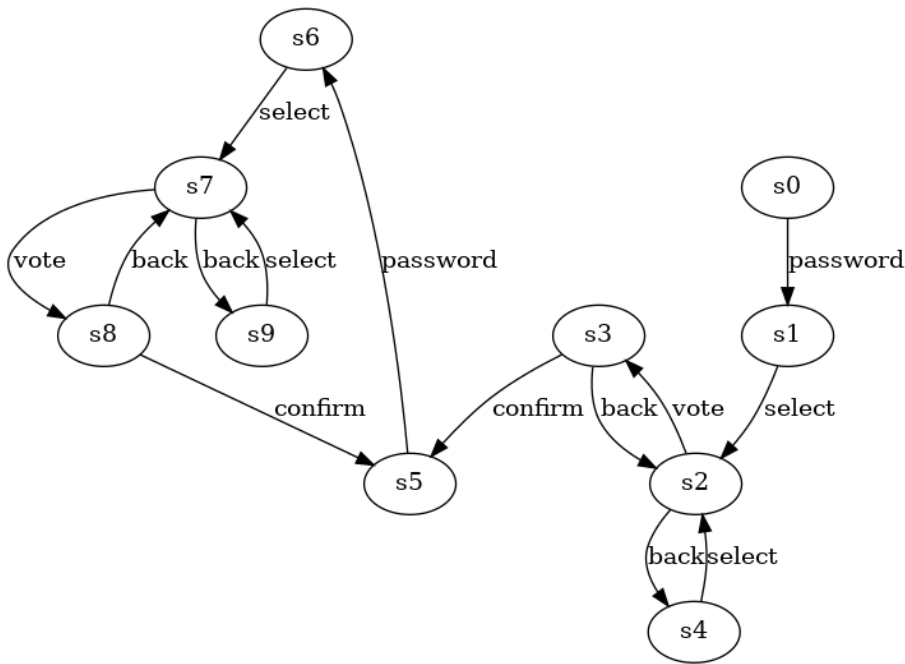 s6
select
s7
s0
vote
back
back
select
password
password
s8
s9
s3
s1
confirm
confirm
back
vote
select
s5
s2
back
select
s4